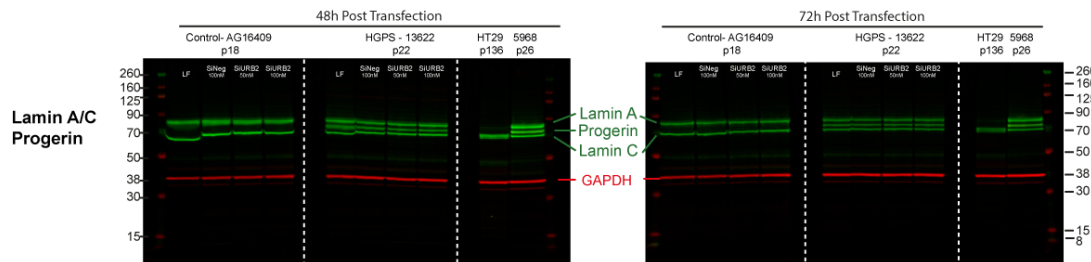 48h Post Transfection
72h Post Transfection
Control- AG16409
p18
HGPS - 13622
p22
HT29
p136
5968
p26
Control-AG16409
p18
HGPS - 13622
p22
HT29
p136
5968
p26
LF
SiNeg
100nM
SiURB2
50nM
SiURB2
100nM
LF
SiNeg
100nM
SiURB2
50nM
SiURB2
100nM
LF
SiNeg
100nM
SiURB2
50nM
SiURB2
100nM
LF
SiNeg
100nM
SiURB2
50nM
SiURB2
100nM
Lamin A/C
Progerin
260
160
125
90
70
50
38
30
15
Lamin A
Progerin
Lamin C
GAPDH
260
160
125
90
70
50
38
30
15
8